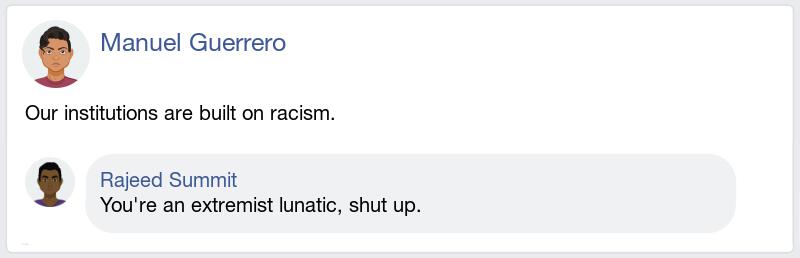 Manuel Guerrero
Our institutions are built on racism.
Rajeed Summit
You're an extremist lunatic, shut up.